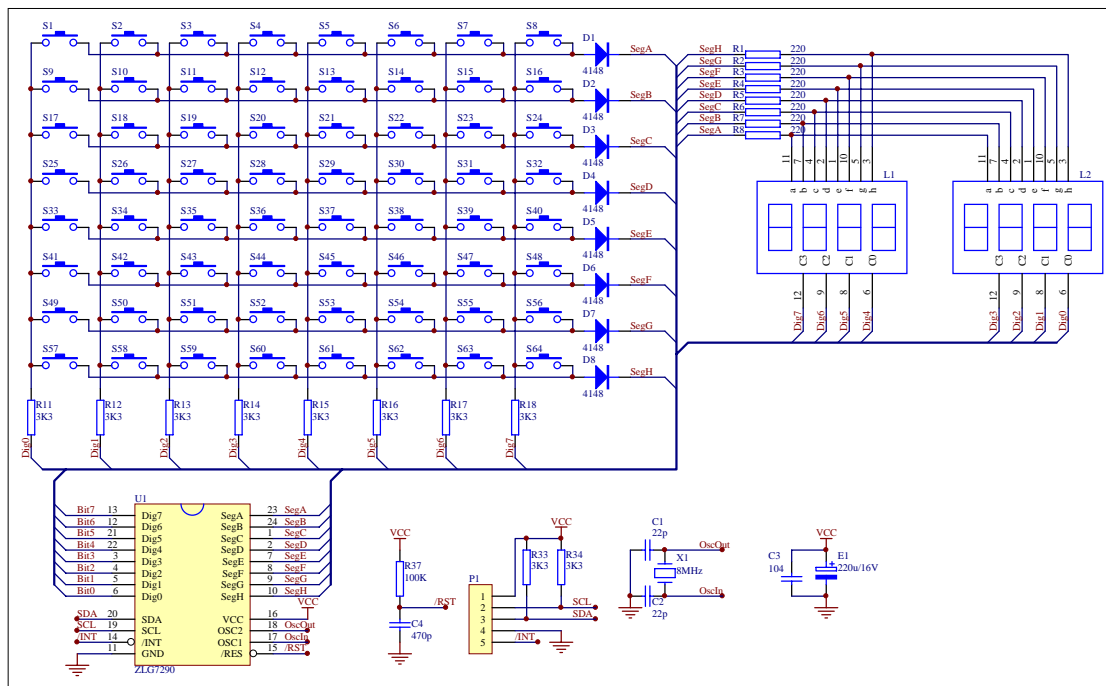 S1 S2 S3 S4 S5 S6 S7 S8 D1 SegA
4148
S9 S10 S11 S12 S13 S14 S15 S16 D2 SegB
4148
S17 S18 S19 S20 S21 S22 S23 S24 D3 SegC
4148
S25 S26 S27 S28 S29 S30 S31 S32 D4 SegD
4148
S33 S34 S35 S36 S37 S38 S39 S40 D5 SegE
4148
S41 S42 S43 S44 S45 S46 S47 S48 D6 SegF
4148
S49 S50 S51 S52 S53 S54 S55 S56 D7 SegG
4148
S57 S58 S59 S60 S61 S62 S63 S64 D8 SegH
4148
R11 R12 R13 R14 R15 R16 R17 R18
3K3 3K3 3K3 3K3 3K3 3K3 3K3 3K3
Dig0 Dig1 Dig2 Dig3 Dig4 Dig5 Dig6 Dig7
SegH R1 220
SegG R2 220
SegF R3 220
SegE R4 220
SegD R5 220
SegC R6 220
SegB R7 220
SegA R8 220
11 7 4 2 1 10 5 3
a b c d e f g h
L1
C3 C2 C1 C0
12 9 8 6
Dig7 Dig6 Dig5 Dig4
11 7 4 2 1 10 5 3
a b c d e f g h
L2
C3 C2 C1 C0
12 9 8 6
Dig3 Dig2 Dig1 Dig0
U1
Bit7 13 Dig7 SegA 23 SegA
Bit6 12 Dig6 SegB 24 SegB
Bit5 21 Dig5 SegC 1 SegC
Bit4 22 Dig4 SegD 2 SegD
Bit3 3 Dig3 SegE 7 SegE
Bit2 4 Dig2 SegF 8 SegF
Bit1 5 Dig1 SegG 9 SegG
Bit0 6 Dig0 SegH 10 SegH
VCC
SDA 20 SDA VCC 16
SCL 19 SCL OSC2 18 OscOut
/INT 14 /INT OSC1 17 OscIn
11 GND /RES 15 /RST
ZLG7290
VCC
R37
100K
/RST
C4
470p
VCC
R33 R34
3K3 3K3
P1
1
2 SCL
3 SDA
4
5 /INT
C1
22p
OscOut
X1
8MHz
OscIn
C2
22p
VCC
C3
104
E1
+
220u/16V